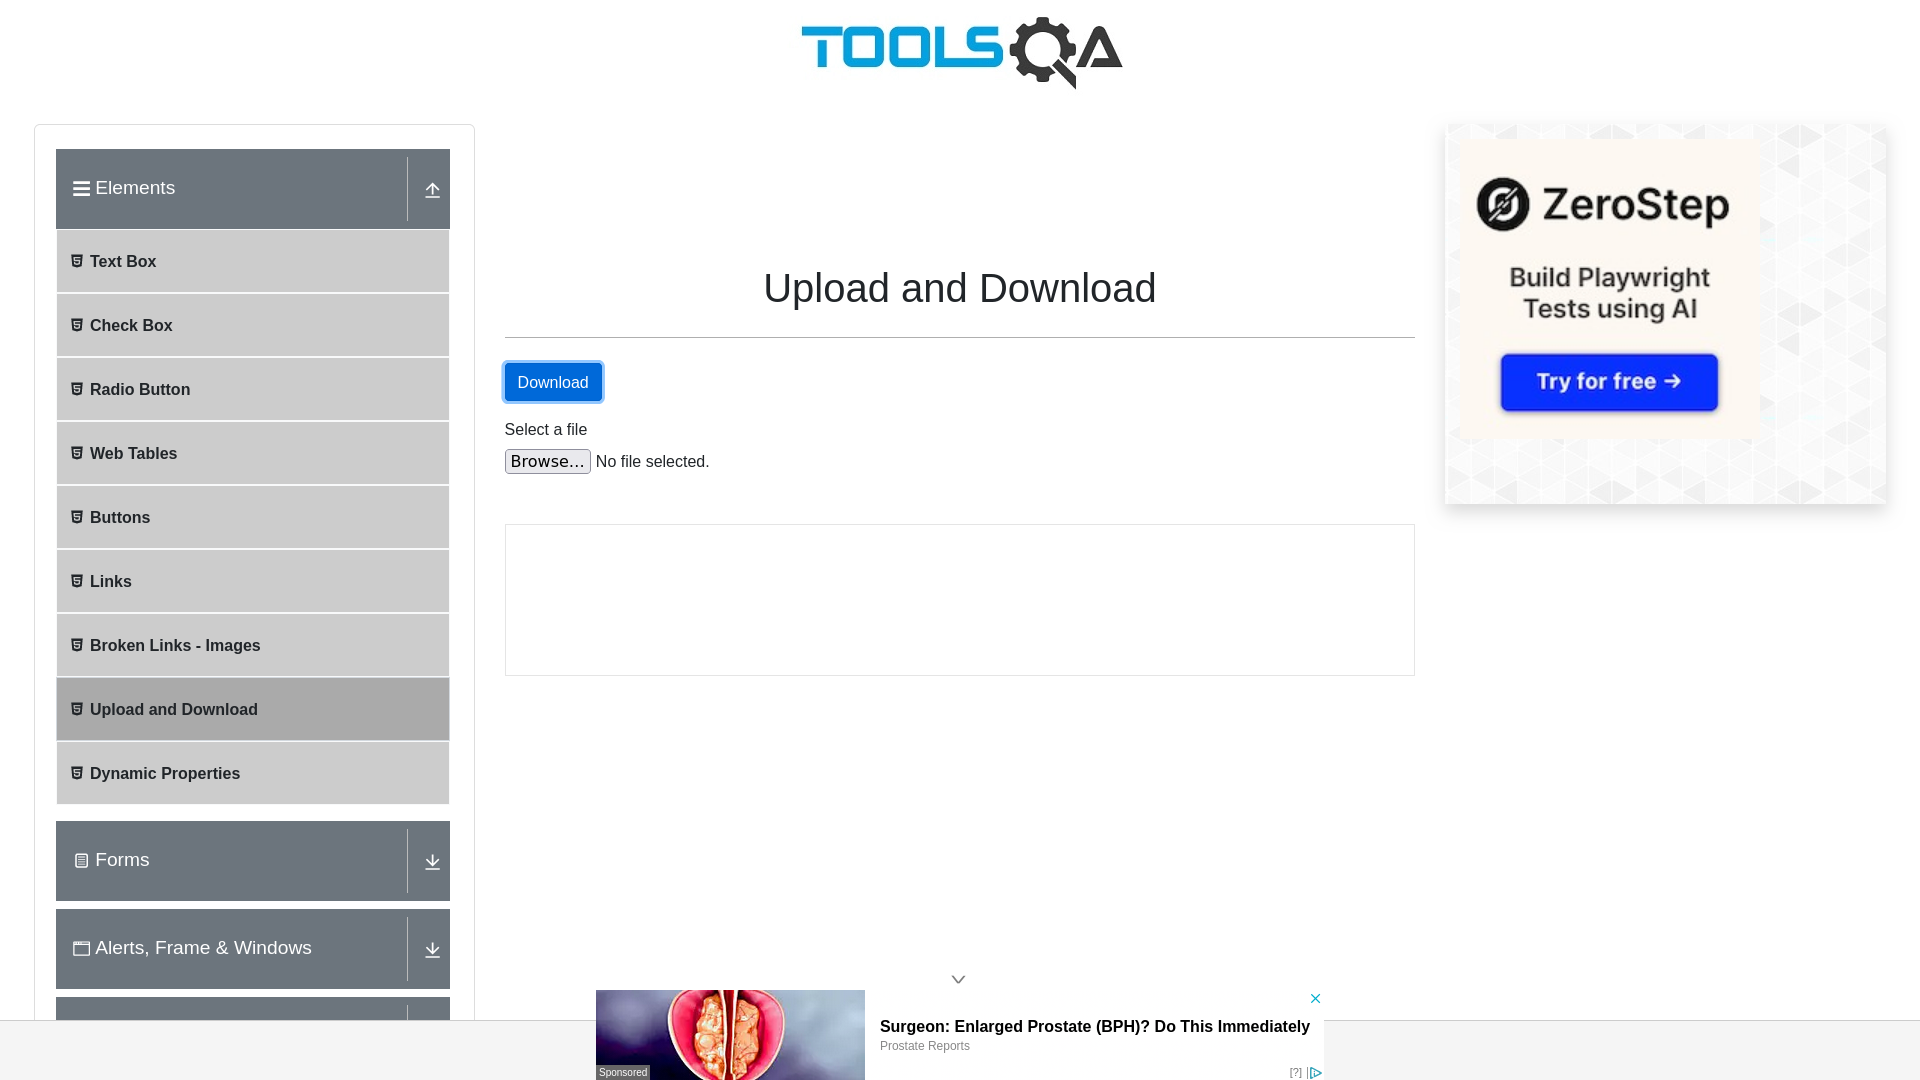 TOOLSQA
Elements
Text Box
Check Box
Radio Button
Web Tables
Buttons
Links
Broken Links - Images
Upload and Download
Dynamic Properties
Forms
Alerts, Frame & Windows
Upload and Download
Download
Select a file
Browse... No file selected.
ZeroStep
Build Playwright
Tests using AI
Try for free →
Surgeon: Enlarged Prostate (BPH)? Do This Immediately
Prostate Reports
Sponsored
[?]